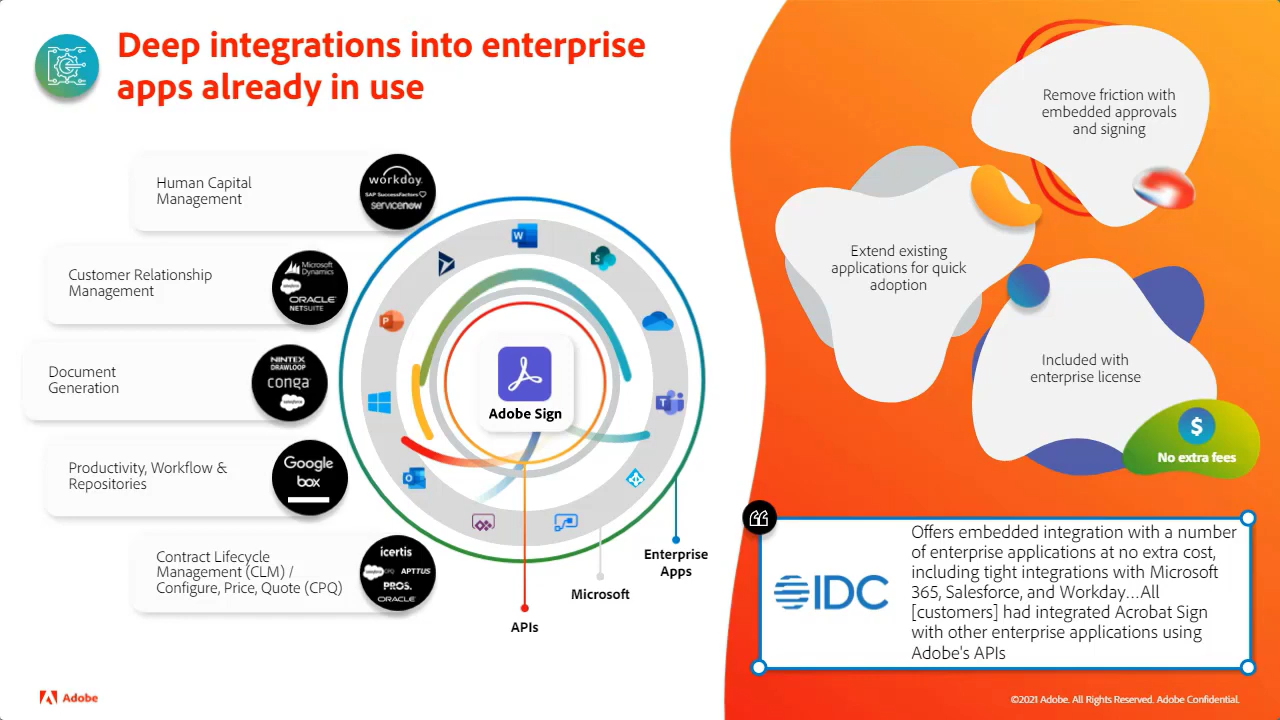 Deep integrations into enterprise
apps already in use
Human Capital
Management
workday.
SAP SuccessFactors
servicenow
Customer Relationship
Management
Microsoft
Dynamics
salesforce
ORACLE
NETSUITE
Document
Generation
NINTEX
DRAWLOOP
conga
salesforce
Productivity, Workflow &
Repositories
Google
box
Contract Lifecycle
Management (CLM) /
Configure, Price, Quote (CPQ)
icertis
salesforce CPQ APTTUS
PROS.
ORACLE
W
S
P
T
Adobe Sign
Enterprise
Apps
Microsoft
APIs
Remove friction with
embedded approvals
and signing
Extend existing
applications for quick
adoption
Included with
enterprise license
$
No extra fees
IDC
Offers embedded integration with a number
of enterprise applications at no extra cost,
including tight integrations with Microsoft
365, Salesforce, and Workday…All
[customers] had integrated Acrobat Sign
with other enterprise applications using
Adobe's APIs
Adobe
©2021 Adobe. All Rights Reserved. Adobe Confidential.